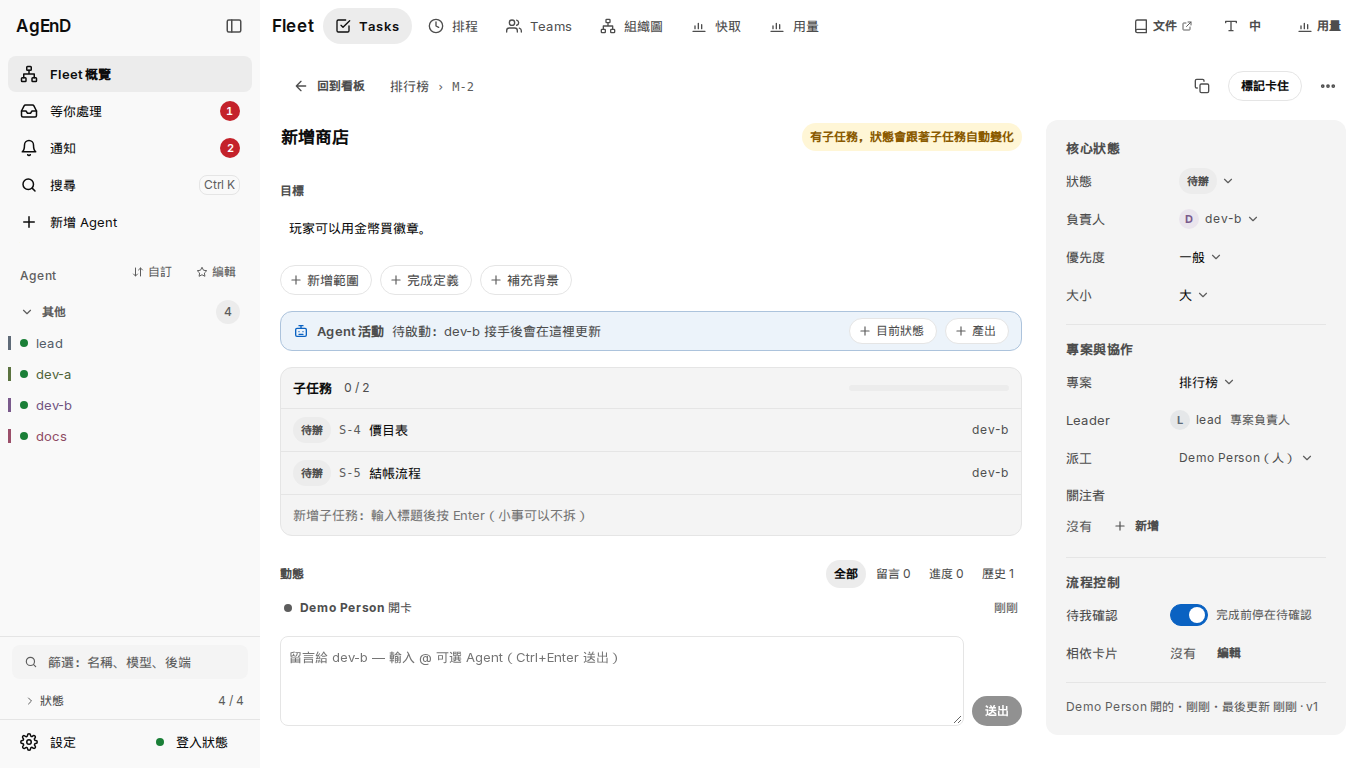 AgEnD
Fleet 概覽
等你處理 1
通知 2
搜尋 Ctrl K
新增 Agent
Agent 自訂 編輯
其他 4
lead
dev-a
dev-b
docs
篩選：名稱、模型、後端
狀態 4 / 4
設定 登入狀態
Fleet Tasks 排程 Teams 組織圖 快取 用量 文件 中 用量
回到看板 排行榜 › M-2 標記卡住
新增商店 有子任務，狀態會跟著子任務自動變化
目標
玩家可以用金幣買徽章。
新增範圍 完成定義 補充背景
Agent 活動 待啟動：dev-b 接手後會在這裡更新 目前狀態 產出
子任務 0 / 2
待辦 S-4 價目表 dev-b
待辦 S-5 結帳流程 dev-b
新增子任務：輸入標題後按 Enter（小事可以不拆）
動態 全部 留言 0 進度 0 歷史 1
Demo Person 開卡 剛剛
留言給 dev-b — 輸入 @ 可選 Agent（Ctrl+Enter 送出）
送出
核心狀態
狀態 待辦
負責人 D dev-b
優先度 一般
大小 大
專案與協作
專案 排行榜
Leader L lead 專案負責人
派工 Demo Person（人）
關注者
沒有 新增
流程控制
待我確認 完成前停在待確認
相依卡片 沒有 編輯
Demo Person 開的・剛剛・最後更新 剛剛 · v1